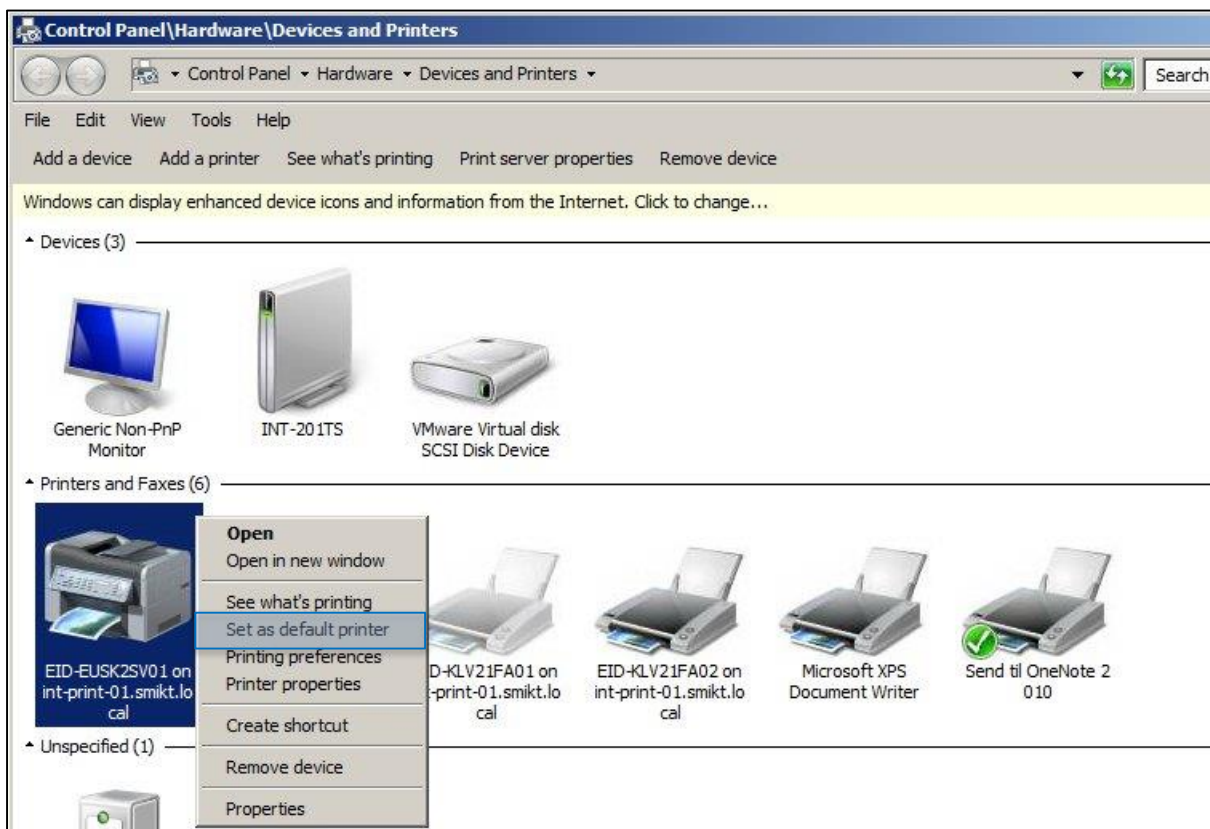 Control Panel\Hardware\Devices and Printers
Control Panel Hardware Devices and Printers Search
File Edit View Tools Help
Add a device Add a printer See what's printing Print server properties Remove device
Windows can display enhanced device icons and information from the Internet. Click to change...
Devices (3)
Generic Non-PnP
Monitor
INT-201TS
VMware Virtual disk
SCSI Disk Device
Printers and Faxes (6)
EID-EUSK2SV01 on
int-print-01.smikt.lo
cal
Open
Open in new window
See what's printing
Set as default printer
Printing preferences
Printer properties
Create shortcut
Remove device
Properties
D-KLV21FA01 on
-print-01.smikt.lo
cal
EID-KLV21FA02 on
int-print-01.smikt.lo
cal
Microsoft XPS
Document Writer
Send til OneNote 2
010
Unspecified (1)